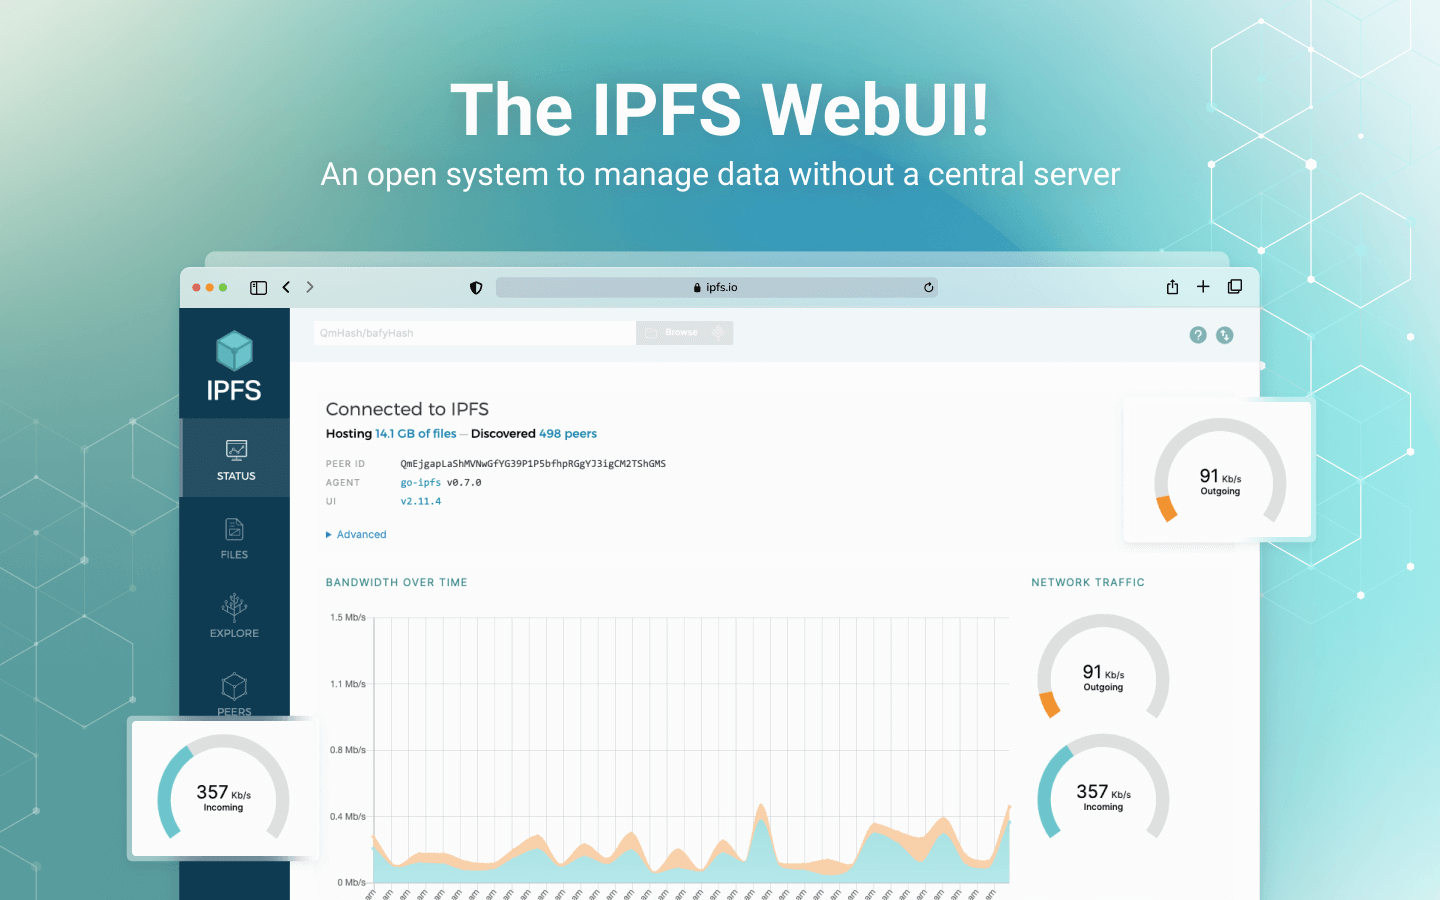 The IPFS WebUI!
An open system to manage data without a central server
ipfs.io
QmHash/bafyHash
Browse
IPFS
STATUS
FILES
EXPLORE
PEERS
Connected to IPFS
Hosting 14.1 GB of files — Discovered 498 peers
PEER ID QmEjgapLaShMVNwGfYG39P1P5bfhpRGgYJ3igCM2TShGMS
AGENT go-ipfs v0.7.0
UI v2.11.4
Advanced
91 Kb/s
Outgoing
BANDWIDTH OVER TIME
1.5 Mb/s
1.1 Mb/s
0.8 Mb/s
0.4 Mb/s
0 Mb/s
NETWORK TRAFFIC
91 Kb/s
Outgoing
357 Kb/s
Incoming
357 Kb/s
Incoming